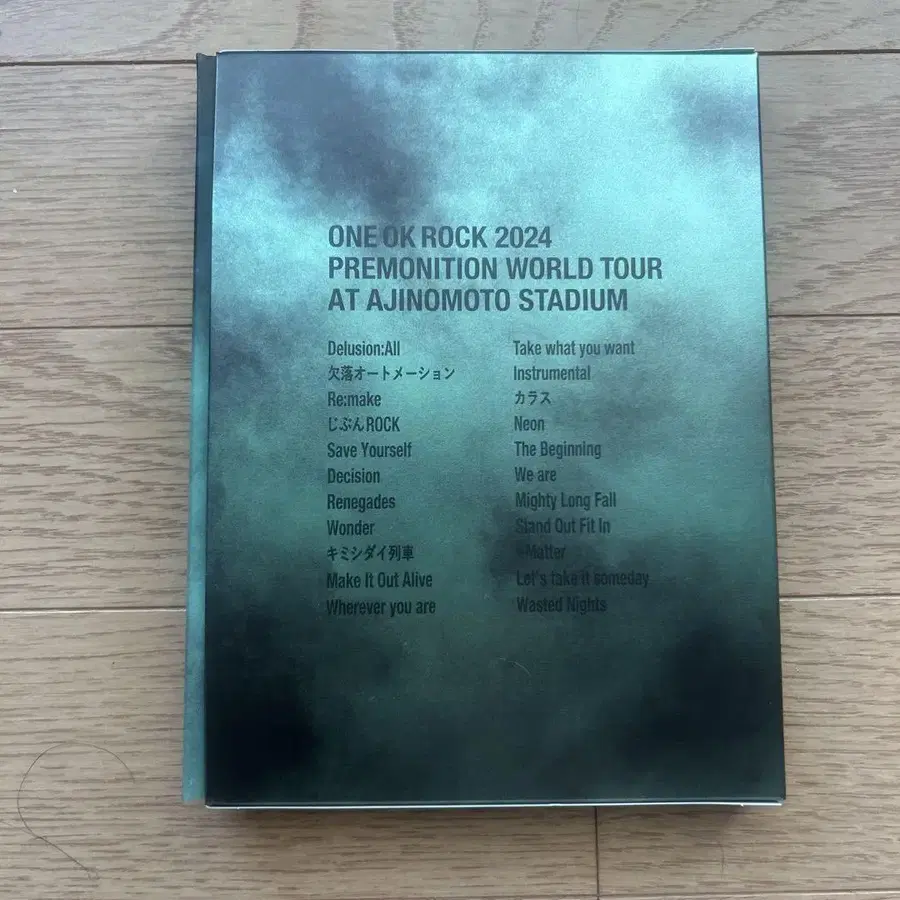 ONE OK ROCK 2024
PREMONITION WORLD TOUR
AT AJINOMOTO STADIUM
Delusion:All
欠落オートメーション
Re:make
じぶんROCK
Save Yourself
Decision
Renegades
Wonder
キミシダイ列車
Make It Out Alive
Wherever you are
Take what you want
Instrumental
カラス
Neon
The Beginning
We are
Mighty Long Fall
Stand Out Fit In
+Matter
Let's take it someday
Wasted Nights